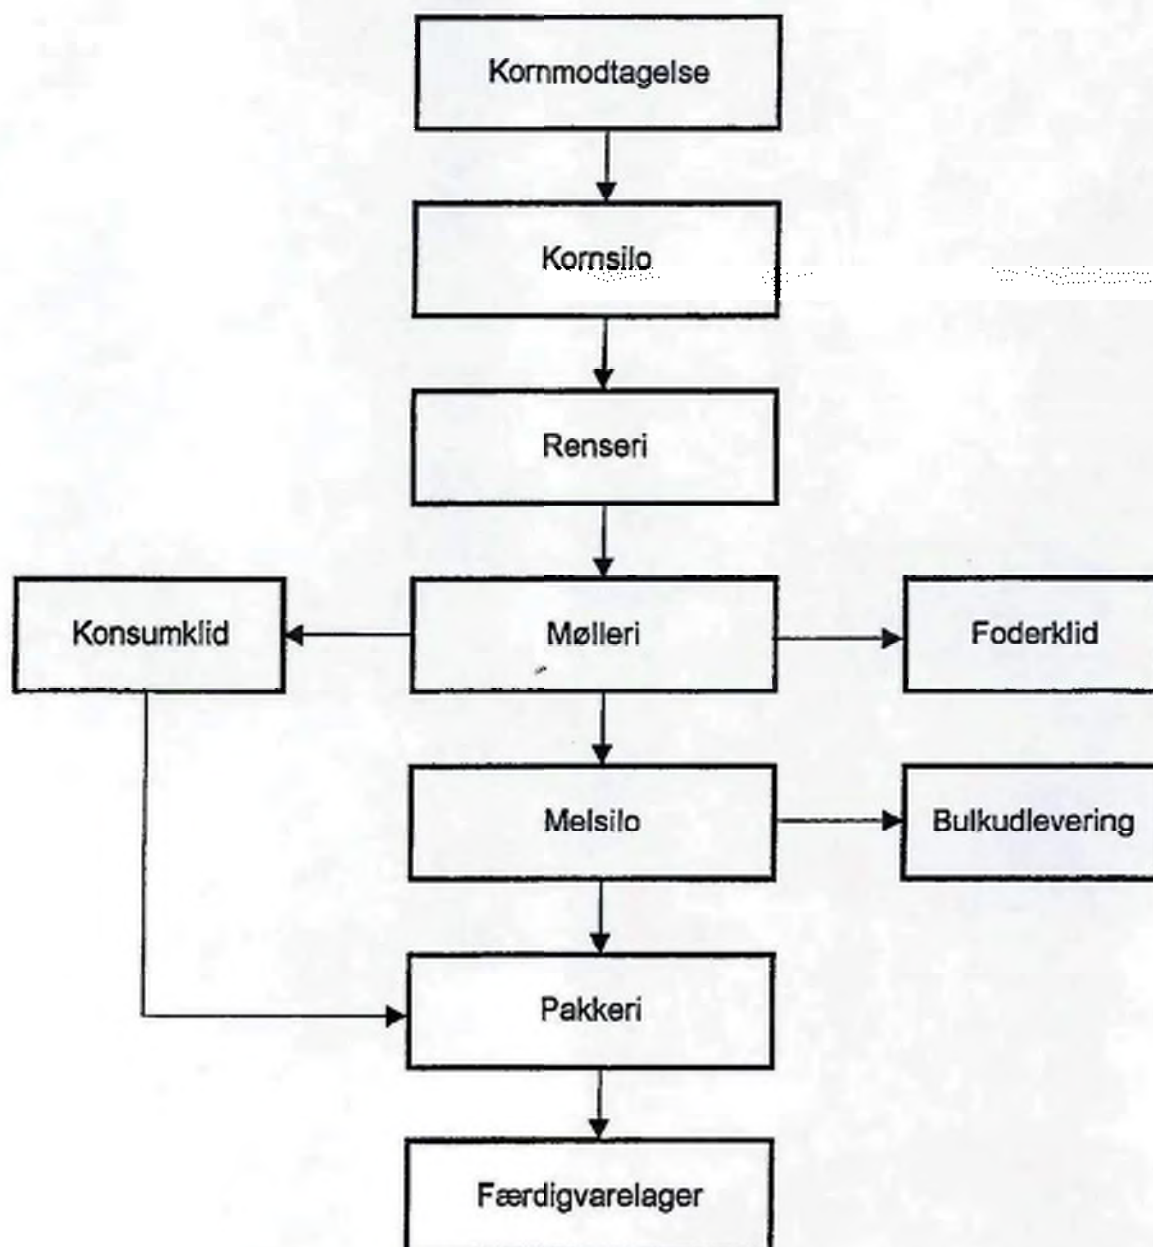 Kornmodtagelse
Kornsilo
Renseri
Konsumklid
Mølleri
Foderklid
Melsilo
Bulkudlevering
Pakkeri
Færdigvarelager